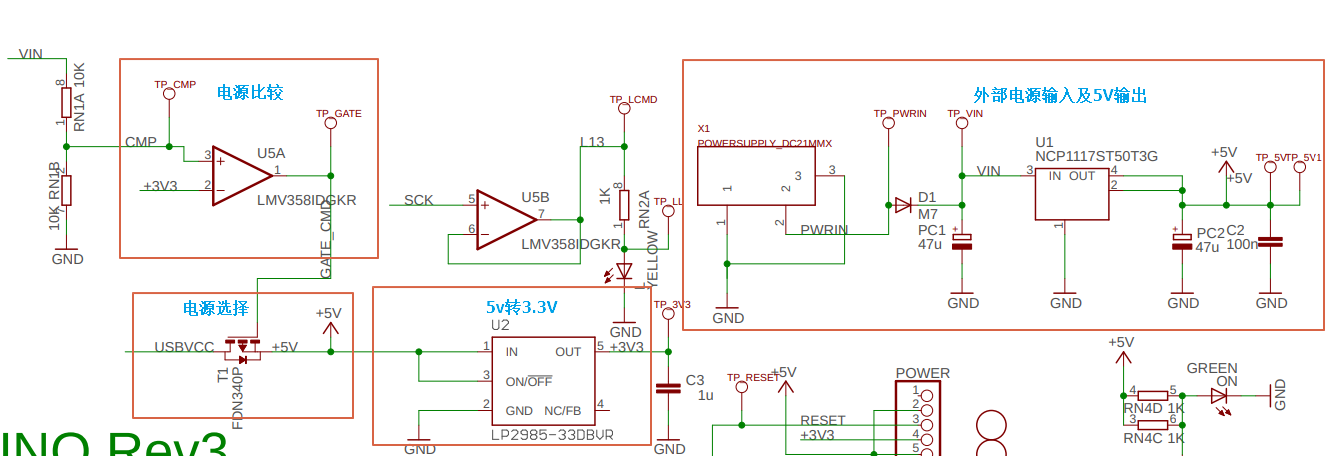 VIN
8
RN1A 10K
1
TP_CMP
电源比较
TP_GATE
CMP
3
+
U5A
1
+3V3
2
LMV358IDGKR
2
10K RN1B
7
GND
GATE_CMD
TP_LCMD
L13
SCK
5
+
U5B
7
6
LMV358IDGKR
1K
8
RN2A
1
TP_LL
YELLOW
L
GND
外部电源输入及5V输出
X1
POWERSUPPLY_DC21MMX
1
2
3
3
1
2
PWRIN
GND
TP_PWRIN
TP_VIN
D1
M7
PC1
47u
+
GND
VIN
U1
NCP1117ST50T3G
3
IN
OUT
4
2
1
GND
+5V
+5V
TP_5V
TP_5V1
+
PC2
47u
GND
C2
100n
GND
电源选择
USBVCC
+5V
+5V
T1
FDN340P
5v转3.3V
U2
1
IN
OUT
5
3
ON/OFF
2
GND
NC/FB
4
LP2985-33DBVR
GND
+3V3
TP_3V3
C3
1u
GND
TP_RESET
+5V
RESET
+3V3
POWER
1
2
3
4
5
+5V
4
5
RN4D 1K
3
6
RN4C 1K
GREEN
ON
GND
INO Rev3